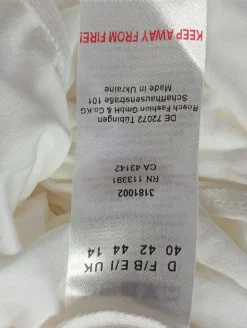 D F/B E/I UK
40 42 44 14
3181002
RN 113391
CA 43142
DE 72072 Tübingen
Rösch Fashion GmbH & Co.KG
Schaffhausenstraße 101
Made in Ukraine
KEEP AWAY FROM FIRE!